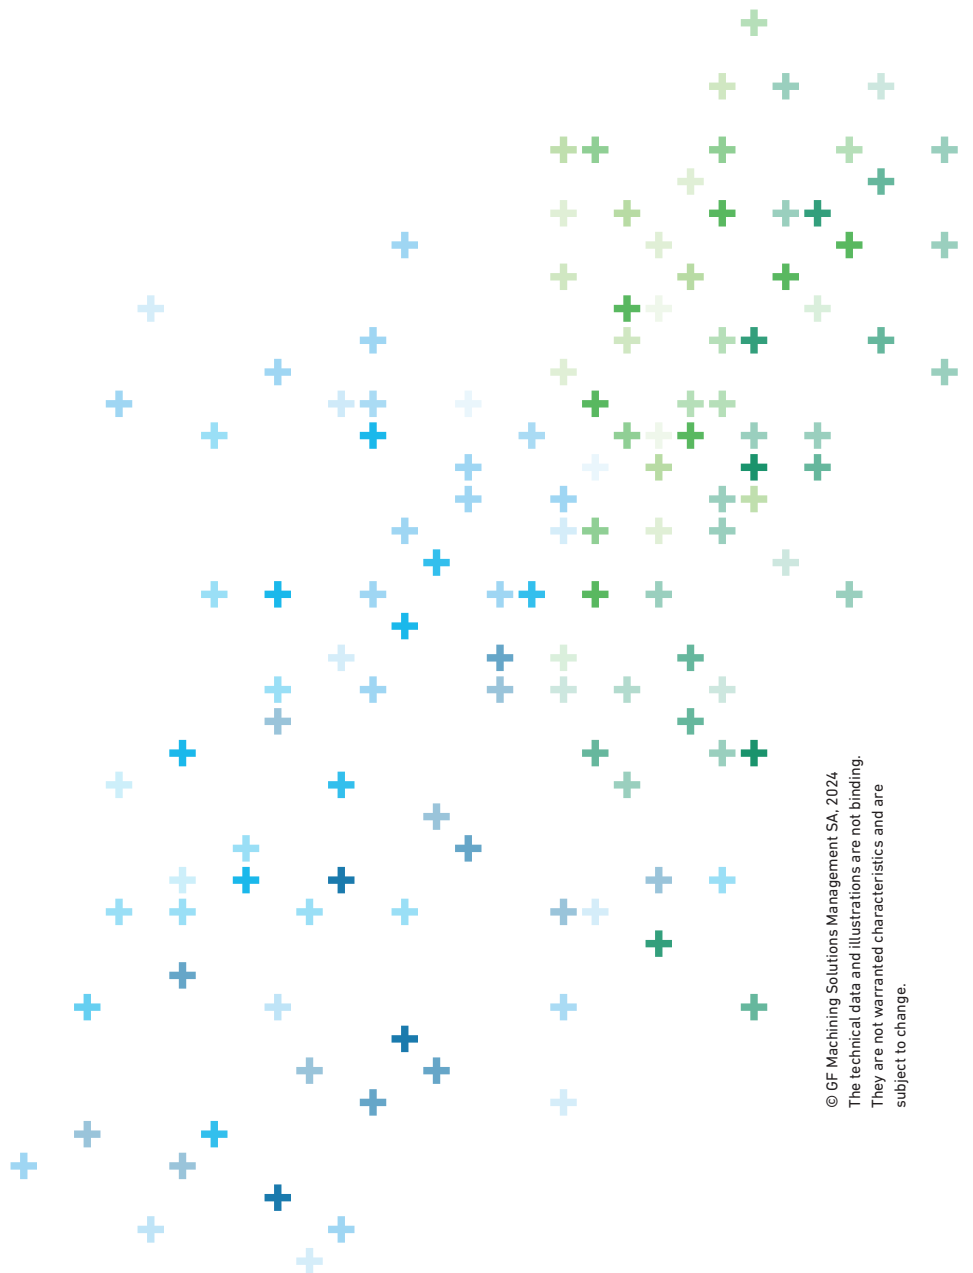 © GF Machining Solutions Management SA, 2024
The technical data and illustrations are not binding.
They are not warranted characteristics and are
subject to change.